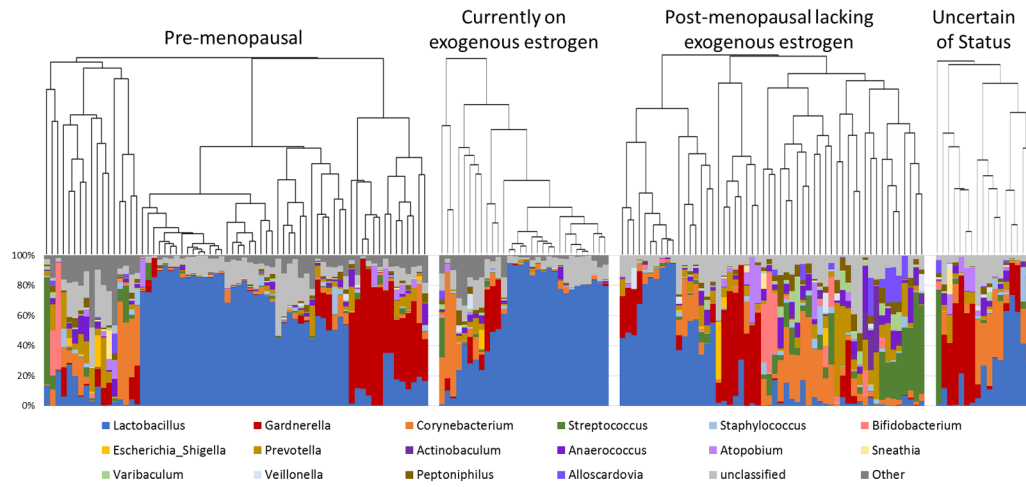 Pre-menopausal
Currently on
exogenous estrogen
Post-menopausal lacking
exogenous estrogen
Uncertain
of Status
100%
80%
60%
40%
20%
0%
Lactobacillus Gardnerella Corynebacterium Streptococcus Staphylococcus Bifidobacterium
Escherichia_Shigella Prevotella Actinobaculum Anaerococcus Atopobium Sneathia
Varibaculum Veillonella Peptoniphilus Alloscardovia unclassified Other